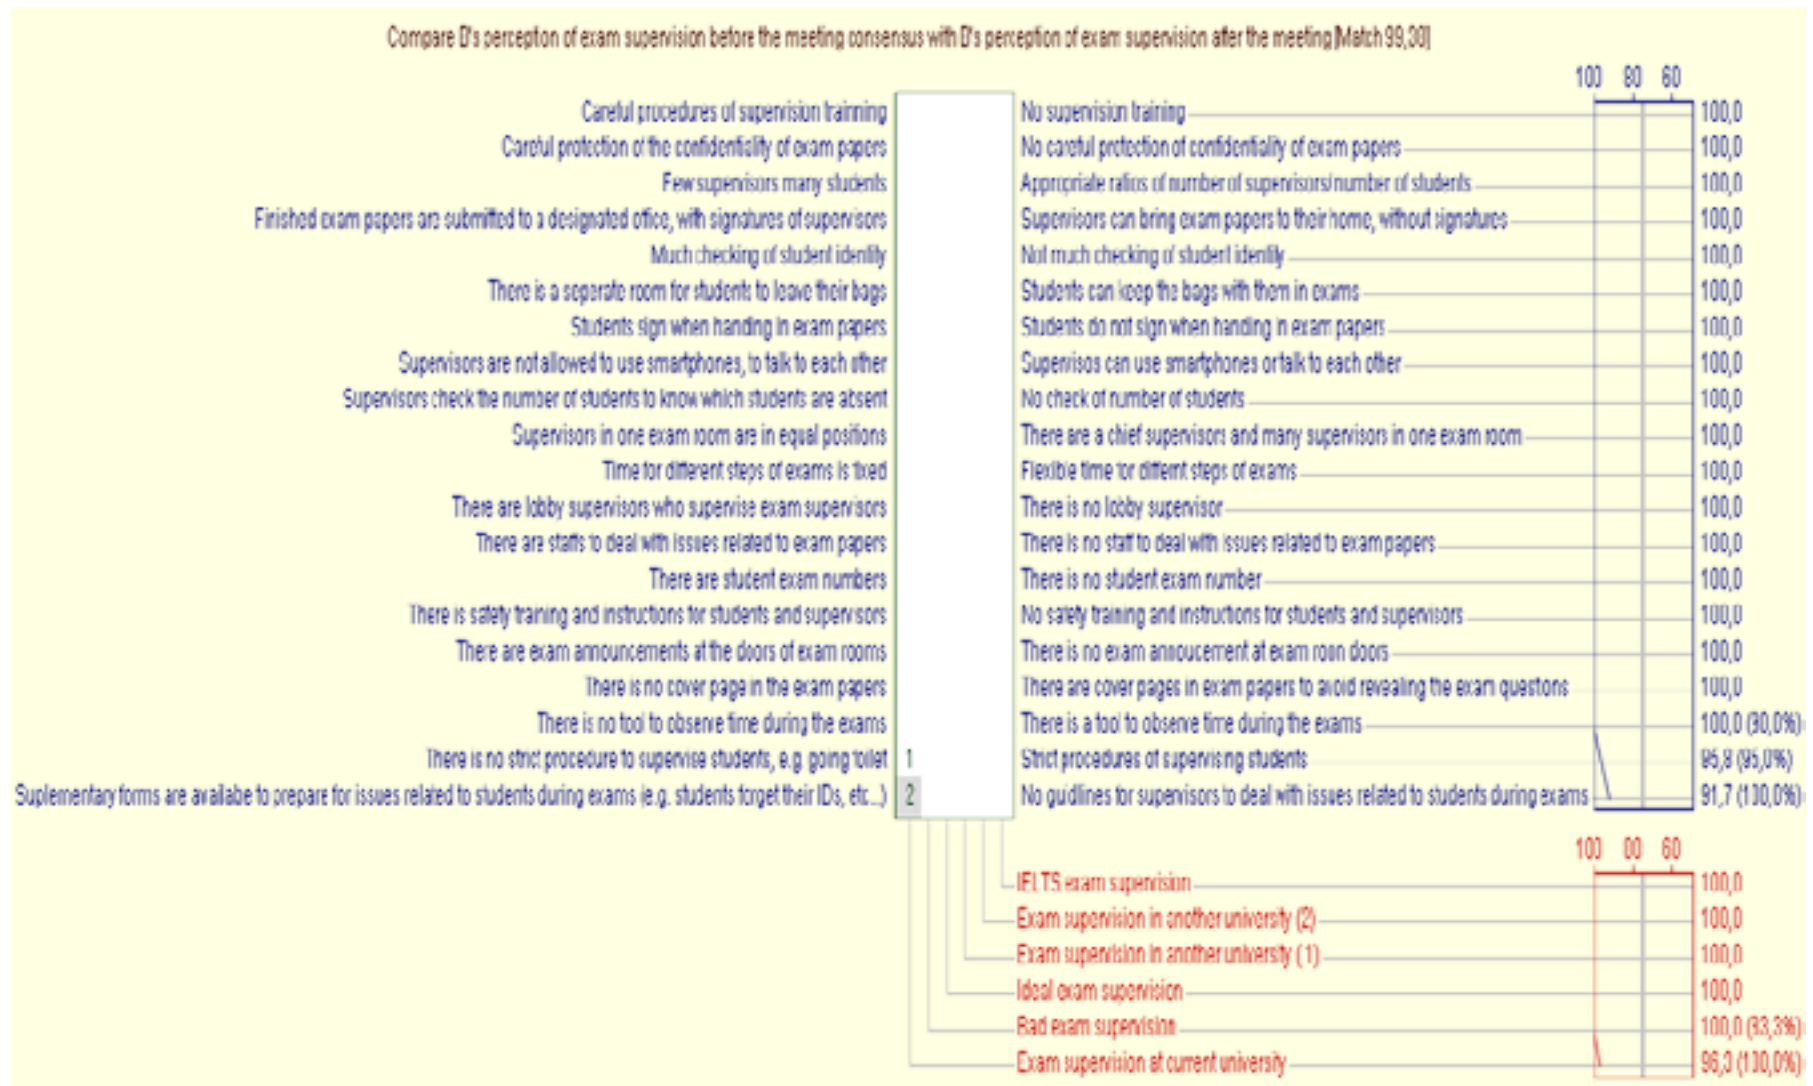 Compare D's perception of exam supervision before the meeting consensus with D's perception of exam supervision after the meeting [Match 99,30]
100 80 60
Careful procedures of supervision trainning No supervision training 100,0
Careful protection of the confidentiality of exam papers No careful protection of confidentiality of exam papers 100,0
Few supervisors many students Appropriate ratios of number of supervisors/number of students 100,0
Finished exam papers are submitted to a designated office, with signatures of supervisors Supervisors can bring exam papers to their home, without signatures 100,0
Much checking of student identity Not much checking of student identity 100,0
There is a seperate room for students to leave their bags Students can keep the bags with them in exams 100,0
Students sign when handing in exam papers Students do not sign when handing in exam papers 100,0
Supervisors are not allowed to use smartphones, to talk to each other Supervisos can use smartphones or talk to each other 100,0
Supervisors check the number of students to know which students are absent No check of number of students 100,0
Supervisors in one exam room are in equal positions There are a chief supervisors and many supervisors in one exam room 100,0
Time for different steps of exams is fixed Flexible time for differnt steps of exams 100,0
There are lobby supervisors who supervise exam supervisors There is no lobby supervisor 100,0
There are staffs to deal with issues related to exam papers There is no staff to deal with issues related to exam papers 100,0
There are student exam numbers There is no student exam number 100,0
There is safety training and instructions for students and supervisors No safety training and instructions for students and supervisors 100,0
There are exam announcements at the doors of exam rooms There is no exam annoucement at exam room doors 100,0
There is no cover page in the exam papers There are cover pages in exam papers to avoid revealing the exam questons 100,0
There is no tool to observe time during the exams There is a tool to observe time during the exams 100,0 (90,0%)
There is no strict procedure to supervise students, e.g. going toilet 1 Strict procedures of supervising students 95,8 (95,0%)
Suplementary forms are availabe to prepare for issues related to students during exams (e.g. students forget their IDs, etc...) 2 No guidlines for supervisors to deal with issues related to students during exams 91,7 (100,0%)
100 80 60
IELTS exam supervision 100,0
Exam supervision in another university (2) 100,0
Exam supervision in another university (1) 100,0
Ideal exam supervision 100,0
Bad exam supervision 100,0 (83,3%)
Exam supervision at current university (100,0%)